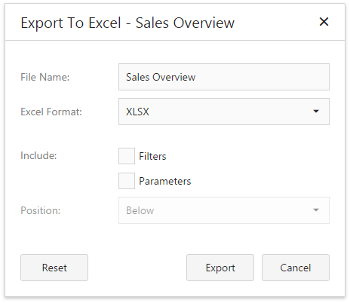 Export To Excel - Sales Overview
File Name: Sales Overview
Excel Format: XLSX
Include: Filters
Parameters
Position: Below
Reset Export Cancel